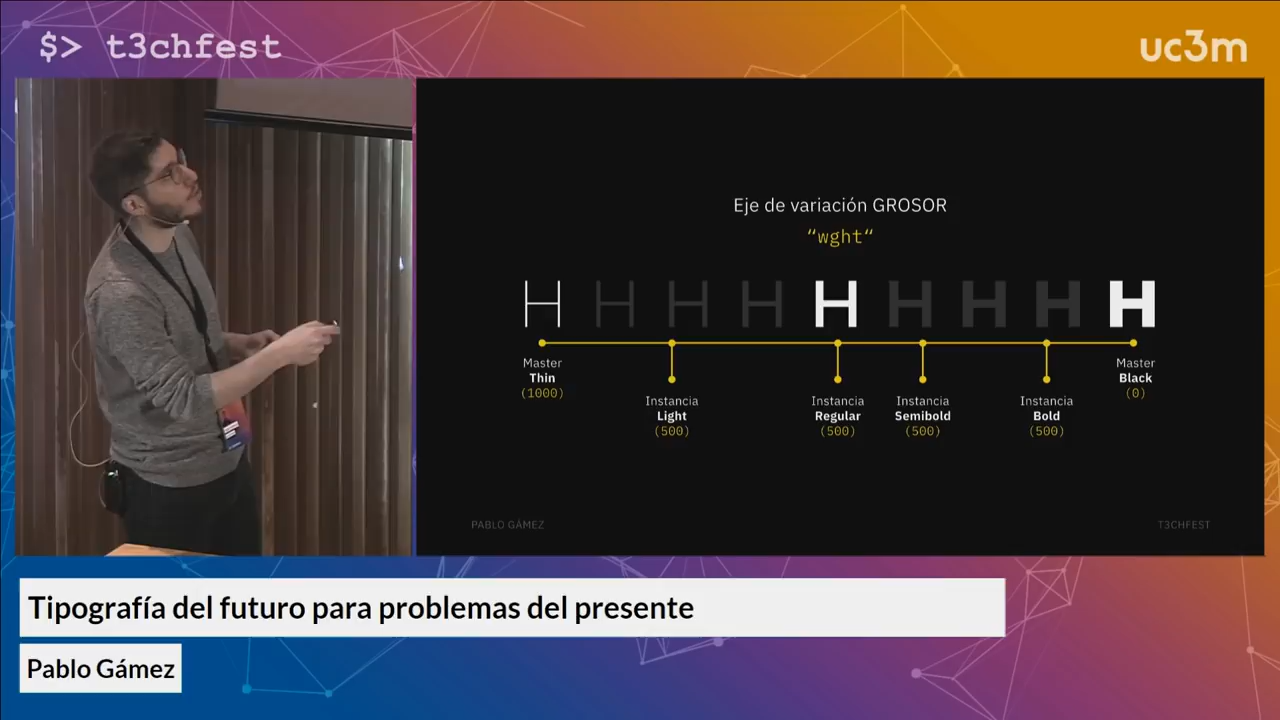 $> t3chfest
uc3m
Eje de variación GROSOR
“wght“
H H H H H H H H H
Master
Thin
(1000)
Instancia
Light
(500)
Instancia
Regular
(500)
Instancia
Semibold
(500)
Instancia
Bold
(500)
Master
Black
(0)
PABLO GÁMEZ
T3CHFEST
Tipografía del futuro para problemas del presente
Pablo Gámez